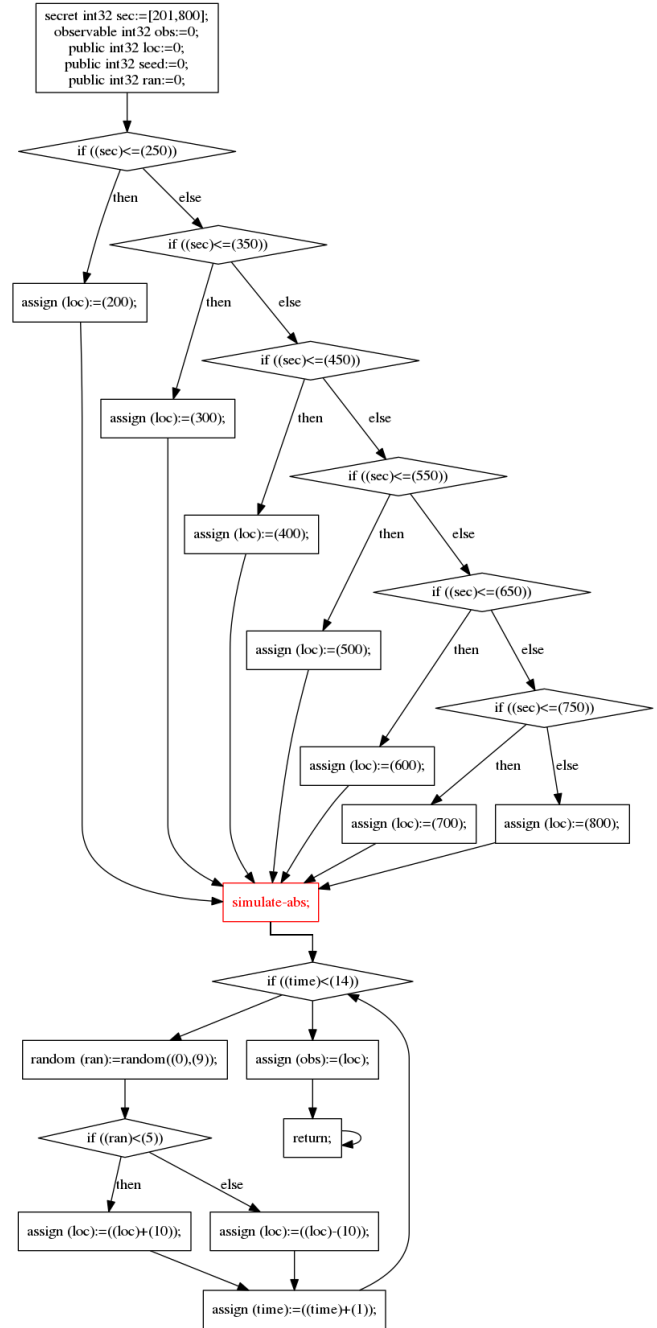 secret int32 sec:=[201,800];
observable int32 obs:=0;
public int32 loc:=0;
public int32 seed:=0;
public int32 ran:=0;
if ((sec)<=(250))
then
else
if ((sec)<=(350))
assign (loc):=(200);
then
else
if ((sec)<=(450))
assign (loc):=(300);
then
else
if ((sec)<=(550))
assign (loc):=(400);
then
else
if ((sec)<=(650))
assign (loc):=(500);
then
else
if ((sec)<=(750))
assign (loc):=(600);
then
else
assign (loc):=(700);
assign (loc):=(800);
simulate-abs;
if ((time)<(14))
random (ran):=random((0),(9));
assign (obs):=(loc);
if ((ran)<(5))
return;
then
else
assign (loc):=((loc)+(10));
assign (loc):=((loc)-(10));
assign (time):=((time)+(1));